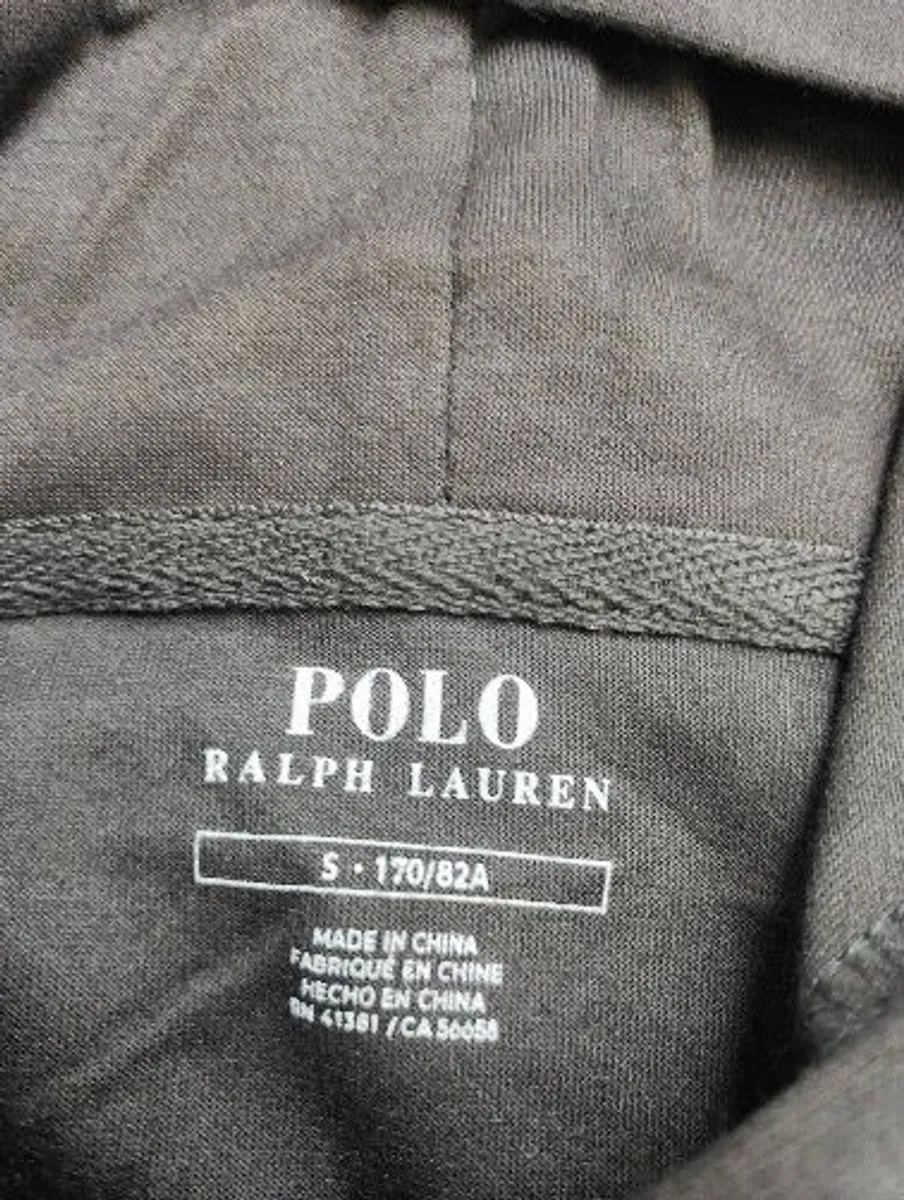 POLO
RALPH LAUREN
S · 170/82A
MADE IN CHINA
FABRIQUÉ EN CHINE
HECHO EN CHINA
RN 41381 / CA 56658